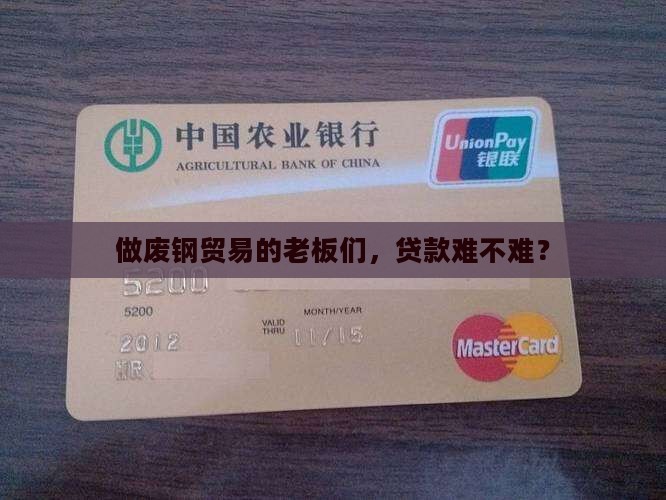 中国农业银行
AGRICULTURAL BANK OF CHINA
UnionPay
银联
做废钢贸易的老板们，贷款难不难？
5200
5200
MONTH/YEAR
VALID THRU
11/15
2012
MR
MasterCard